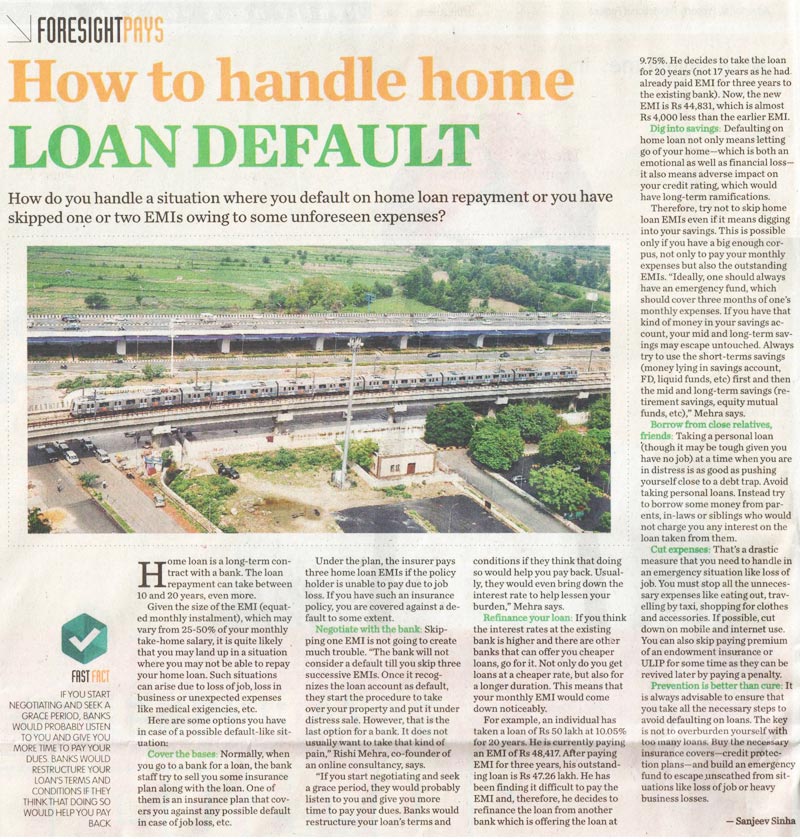 FORESIGHTPAYS
How to handle home
LOAN DEFAULT
How do you handle a situation where you default on home loan repayment or you have
skipped one or two EMIs owing to some unforeseen expenses?
FAST FACT
IF YOU START
NEGOTIATING AND SEEK A
GRACE PERIOD, BANKS
WOULD PROBABLY LISTEN
TO YOU AND GIVE YOU
MORE TIME TO PAY YOUR
DUES. BANKS WOULD
RESTRUCTURE YOUR
LOAN'S TERMS AND
CONDITIONS IF THEY
THINK THAT DOING SO
WOULD HELP YOU PAY
BACK
Home loan is a long-term con-
tract with a bank. The loan
repayment can take between
10 and 20 years, even more.
Given the size of the EMI (equat-
ed monthly instalment), which may
vary from 25-50% of your monthly
take-home salary, it is quite likely
that you may land up in a situation
where you may not be able to repay
your home loan. Such situations
can arise due to loss of job, loss in
business or unexpected expenses
like medical exigencies, etc.
Here are some options you have
in case of a possible default-like sit-
uation:
Cover the bases: Normally, when
you go to a bank for a loan, the bank
staff try to sell you some insurance
plan along with the loan. One of
them is an insurance plan that cov-
ers you against any possible default
in case of job loss, etc.
Under the plan, the insurer pays
three home loan EMIs if the policy
holder is unable to pay due to job
loss. If you have such an insurance
policy, you are covered against a de-
fault to some extent.
Negotiate with the bank: Skip-
ping one EMI is not going to create
much trouble. “The bank will not
consider a default till you skip three
successive EMIs. Once it recog-
nizes the loan account as default,
they start the procedure to take
over your property and put it under
distress sale. However, that is the
last option for a bank. It does not
usually want to take that kind of
pain,” Rishi Mehra, co-founder of
an online consultancy, says.
“If you start negotiating and seek
a grace period, they would probably
listen to you and give you more
time to pay your dues. Banks would
restructure your loan's terms and
conditions if they think that doing
so would help you pay back. Usual-
ly, they would even bring down the
interest rate to help lessen your
burden,” Mehra says.
Refinance your loan: If you think
the interest rates at the existing
bank is higher and there are other
banks that can offer you cheaper
loans, go for it. Not only do you get
loans at a cheaper rate, but also for
a longer duration. This means that
your monthly EMI would come
down noticeably.
For example, an individual has
taken a loan of Rs 50 lakh at 10.05%
for 20 years. He is currently paying
an EMI of Rs 48,417. After paying
EMI for three years, his outstand-
ing loan is Rs 47.26 lakh. He has
been finding it difficult to pay the
EMI and, therefore, he decides to
refinance the loan from another
bank which is offering the loan at
9.75%. He decides to take the loan
for 20 years (not 17 years as he had
already paid EMI for three years to
the existing bank). Now, the new
EMI is Rs 44,831, which is almost
Rs 4,000 less than the earlier EMI.
Dig into savings: Defaulting on
home loan not only means letting
go of your home—which is both an
emotional as well as financial loss—
it also means adverse impact on
your credit rating, which would
have long-term ramifications.
Therefore, try not to skip home
loan EMIs even if it means digging
into your savings. This is possible
only if you have a big enough cor-
pus, not only to pay your monthly
expenses but also the outstanding
EMIs. “Ideally, one should always
have an emergency fund, which
should cover three months of one's
monthly expenses. If you have that
kind of money in your savings ac-
count, your mid and long-term sav-
ings may escape untouched. Always
try to use the short-terms savings
(money lying in savings account,
FD, liquid funds, etc) first and then
the mid and long-term savings (re-
tirement savings, equity mutual
funds, etc),” Mehra says.
Borrow from close relatives,
friends: Taking a personal loan
(though it may be tough given you
have no job) at a time when you are
in distress is as good as pushing
yourself close to a debt trap. Avoid
taking personal loans. Instead try
to borrow some money from par-
ents, in-laws or siblings who would
not charge you any interest on the
loan taken from them.
Cut expenses: That's a drastic
measure that you need to handle in
an emergency situation like loss of
job. You must stop all the unneces-
sary expenses like eating out, trav-
elling by taxi, shopping for clothes
and accessories. If possible, cut
down on mobile and internet use.
You can also skip paying premium
of an endowment insurance or
ULIP for some time as they can be
revived later by paying a penalty.
Prevention is better than cure: It
is always advisable to ensure that
you take all the necessary steps to
avoid defaulting on loans. The key
is not to overburden yourself with
too many loans. Buy the necessary
insurance covers—credit protec-
tion plans—and build an emergency
fund to escape unscathed from sit-
uations like loss of job or heavy
business losses.
— Sanjeev Sinha